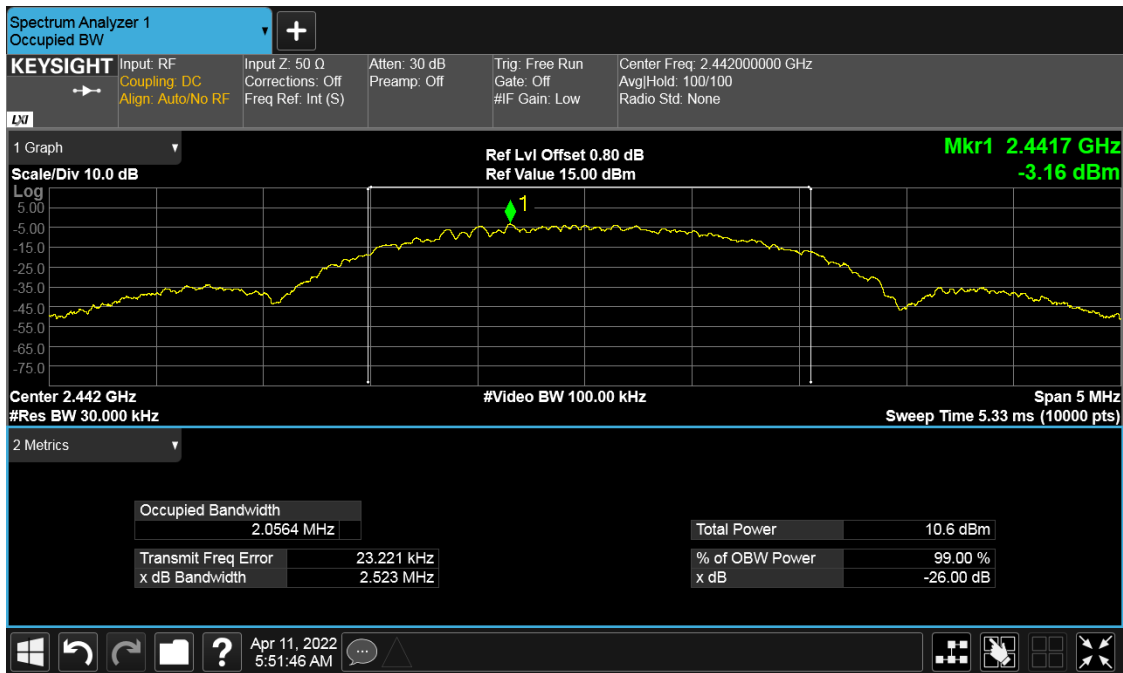 Spectrum Analyzer 1
Occupied BW
KEYSIGHT
LXI
Input: RF
Coupling: DC
Align: Auto/No RF
Input Z: 50 Ω
Corrections: Off
Freq Ref: Int (S)
Atten: 30 dB
Preamp: Off
Trig: Free Run
Gate: Off
#IF Gain: Low
Center Freq: 2.442000000 GHz
Avg|Hold: 100/100
Radio Std: None
1 Graph
Scale/Div 10.0 dB
Ref Lvl Offset 0.80 dB
Ref Value 15.00 dBm
Mkr1 2.4417 GHz
-3.16 dBm
Log
5.00
-5.00
-15.0
-25.0
-35.0
-45.0
-55.0
-65.0
-75.0
1
Center 2.442 GHz
#Video BW 100.00 kHz
Span 5 MHz
#Res BW 30.000 kHz
Sweep Time 5.33 ms (10000 pts)
2 Metrics
Occupied Bandwidth
2.0564 MHz
Transmit Freq Error 23.221 kHz
x dB Bandwidth 2.523 MHz
Total Power 10.6 dBm
% of OBW Power 99.00 %
x dB -26.00 dB
?
Apr 11, 2022
5:51:46 AM